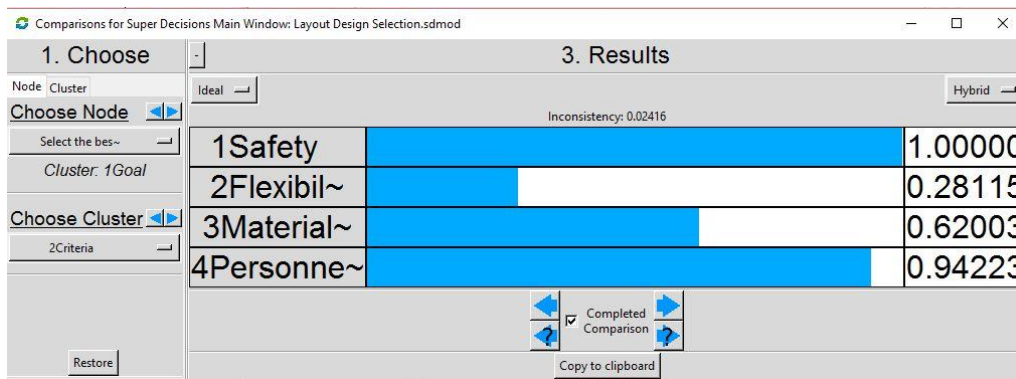 Comparisons for Super Decisions Main Window: Layout Design Selection.sdmod
1. Choose
-
3. Results
Node Cluster
Ideal
Hybrid
Choose Node
Inconsistency: 0.02416
Select the bes~
Cluster: 1Goal
Choose Cluster
2Criteria
1Safety 1.00000
2Flexibil~ 0.28115
3Material~ 0.62003
4Personne~ 0.94223
Completed
Comparison
? ?
Restore
Copy to clipboard